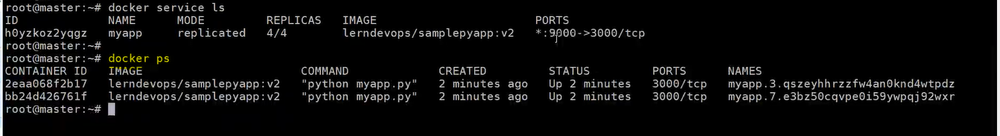 root@master:~# docker service ls
ID NAME MODE REPLICAS IMAGE PORTS
h0yzkoz2yqgz myapp replicated 4/4 lerndevops/samplepyapp:v2 *:9000->3000/tcp
root@master:~#
root@master:~# docker ps
CONTAINER ID IMAGE COMMAND CREATED STATUS PORTS NAMES
2eaa068f2b17 lerndevops/samplepyapp:v2 "python myapp.py" 2 minutes ago Up 2 minutes 3000/tcp myapp.3.qszeyhhrzzfw4an0knd4wtpdz
bb24d426761f lerndevops/samplepyapp:v2 "python myapp.py" 2 minutes ago Up 2 minutes 3000/tcp myapp.7.e3bz50cqvpe0i59ywpqj92wxr
root@master:~#